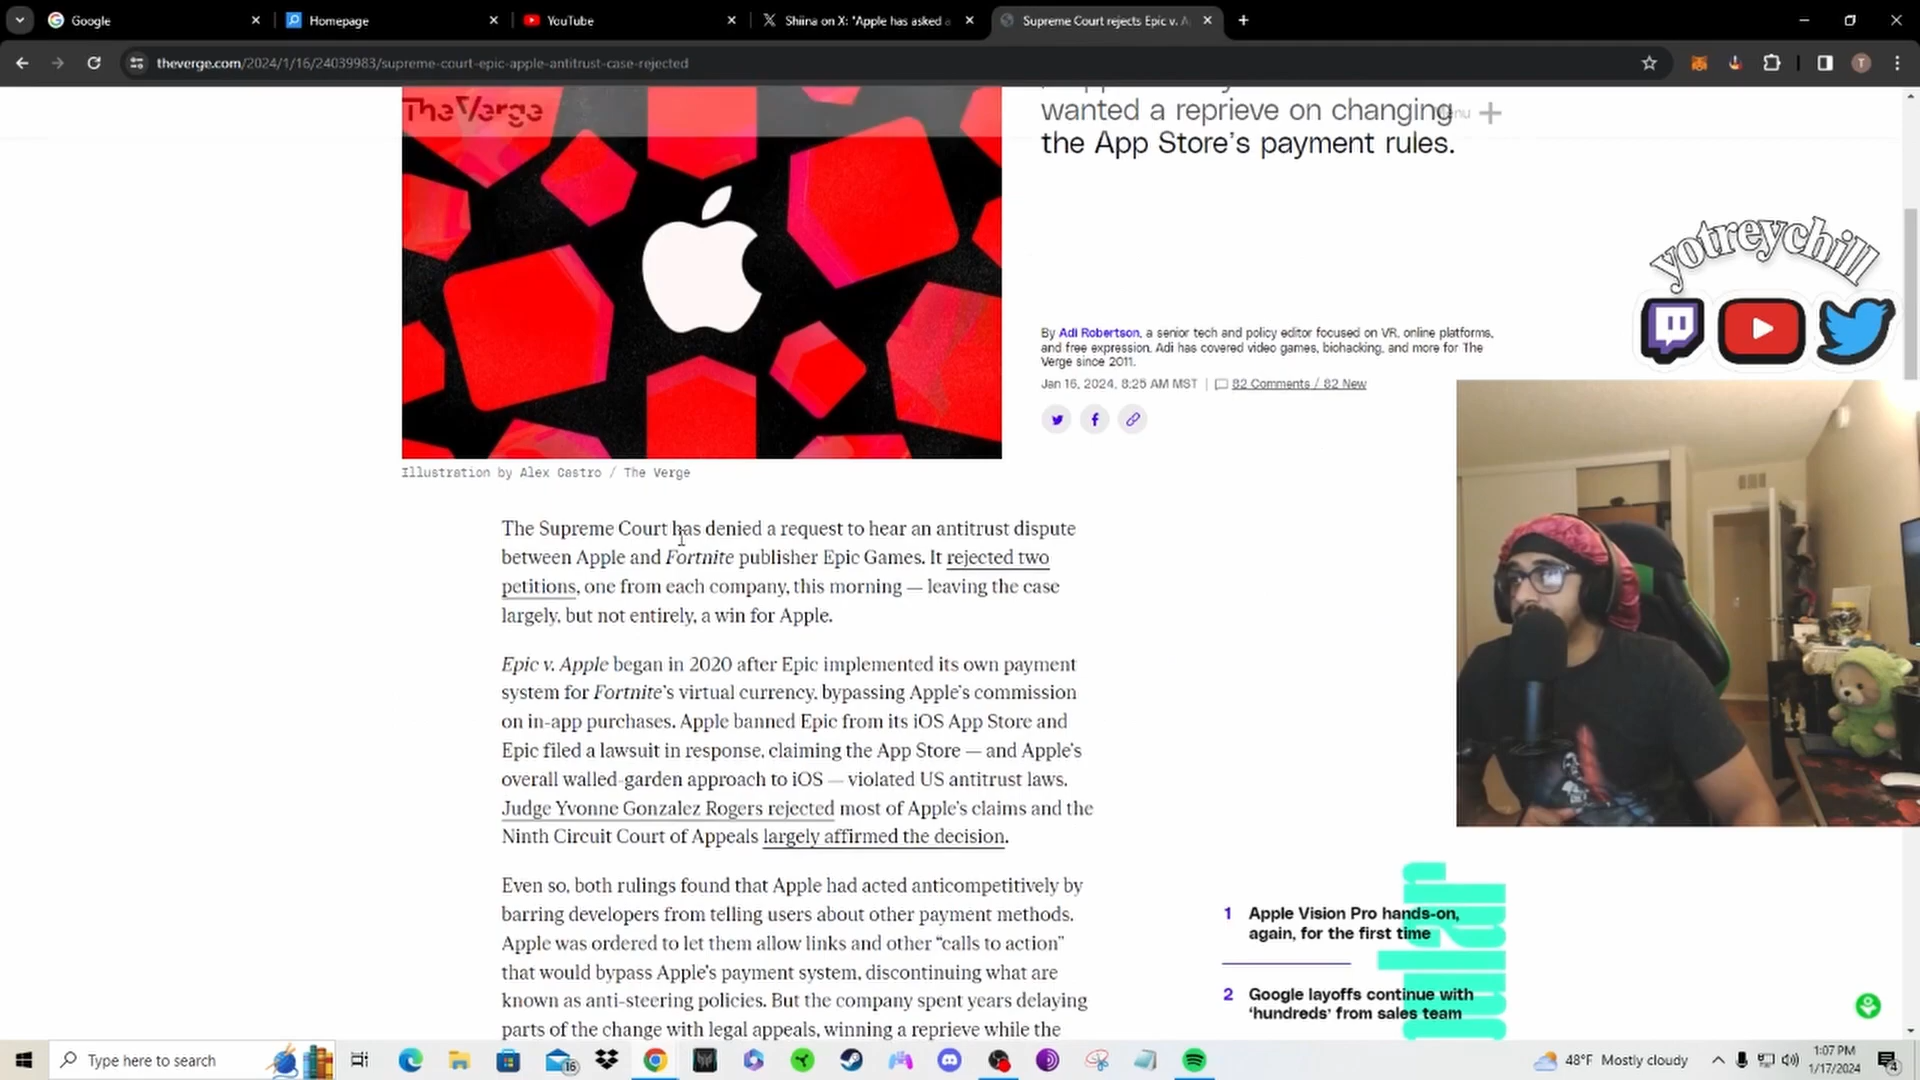 Google
Homepage
YouTube
Shiina on X: "Apple has asked a
Supreme Court rejects Epic v. A
theverge.com/2024/1/16/24039983/supreme-court-epic-apple-antitrust-case-rejected
T
TheVerge
wanted a reprieve on changing
the App Store's payment rules.
By Adi Robertson, a senior tech and policy editor focused on VR, online platforms,
and free expression. Adi has covered video games, biohacking, and more for The
Verge since 2011.
Jan 16, 2024, 8:25 AM MST | 82 Comments / 82 New
yotreychill
Illustration by Alex Castro / The Verge
The Supreme Court has denied a request to hear an antitrust dispute
between Apple and Fortnite publisher Epic Games. It rejected two
petitions, one from each company, this morning — leaving the case
largely, but not entirely, a win for Apple.
Epic v. Apple began in 2020 after Epic implemented its own payment
system for Fortnite's virtual currency, bypassing Apple's commission
on in-app purchases. Apple banned Epic from its iOS App Store and
Epic filed a lawsuit in response, claiming the App Store — and Apple's
overall walled-garden approach to iOS — violated US antitrust laws.
Judge Yvonne Gonzalez Rogers rejected most of Apple's claims and the
Ninth Circuit Court of Appeals largely affirmed the decision.
Even so, both rulings found that Apple had acted anticompetitively by
barring developers from telling users about other payment methods.
Apple was ordered to let them allow links and other "calls to action"
that would bypass Apple's payment system, discontinuing what are
known as anti-steering policies. But the company spent years delaying
parts of the change with legal appeals, winning a reprieve while the
1 Apple Vision Pro hands-on,
again, for the first time
2 Google layoffs continue with
'hundreds' from sales team
Type here to search
16
48°F Mostly cloudy
1:07 PM
1/17/2024
4